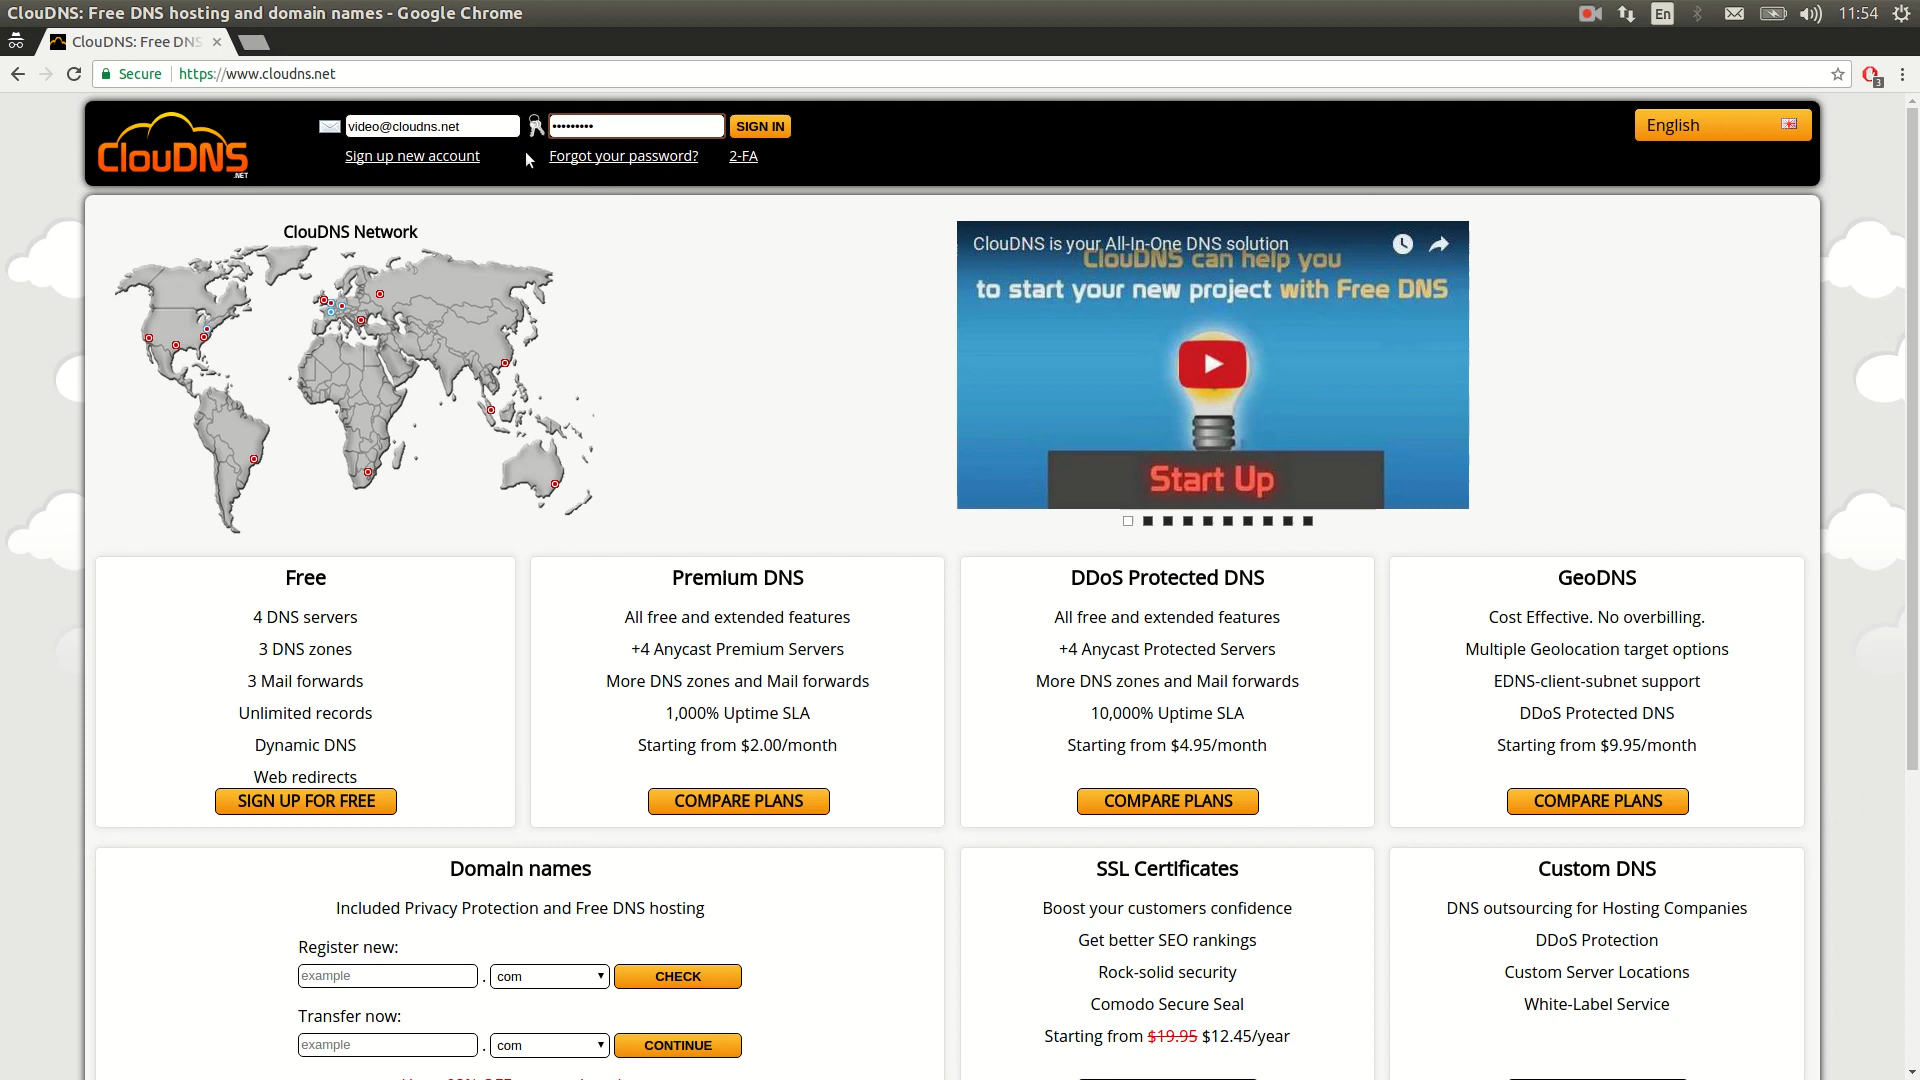 ClouDNS: Free DNS hosting and domain names - Google Chrome
En
11:54
ClouDNS: Free DNS
Secure
https://www.cloudns.net
3
ClouDNS
.NET
video@cloudns.net
•••••••••
SIGN IN
Sign up new account
Forgot your password?
2-FA
English
ClouDNS Network
ClouDNS is your All-In-One DNS solution
ClouDNS can help you
to start your new project with Free DNS
Start Up
Free
4 DNS servers
3 DNS zones
3 Mail forwards
Unlimited records
Dynamic DNS
Web redirects
SIGN UP FOR FREE
Premium DNS
All free and extended features
+4 Anycast Premium Servers
More DNS zones and Mail forwards
1,000% Uptime SLA
Starting from $2.00/month
COMPARE PLANS
DDoS Protected DNS
All free and extended features
+4 Anycast Protected Servers
More DNS zones and Mail forwards
10,000% Uptime SLA
Starting from $4.95/month
COMPARE PLANS
GeoDNS
Cost Effective. No overbilling.
Multiple Geolocation target options
EDNS-client-subnet support
DDoS Protected DNS
Starting from $9.95/month
COMPARE PLANS
Domain names
Included Privacy Protection and Free DNS hosting
Register new:
example . com CHECK
Transfer now:
example . com CONTINUE
SSL Certificates
Boost your customers confidence
Get better SEO rankings
Rock-solid security
Comodo Secure Seal
Starting from $19.95 $12.45/year
Custom DNS
DNS outsourcing for Hosting Companies
DDoS Protection
Custom Server Locations
White-Label Service